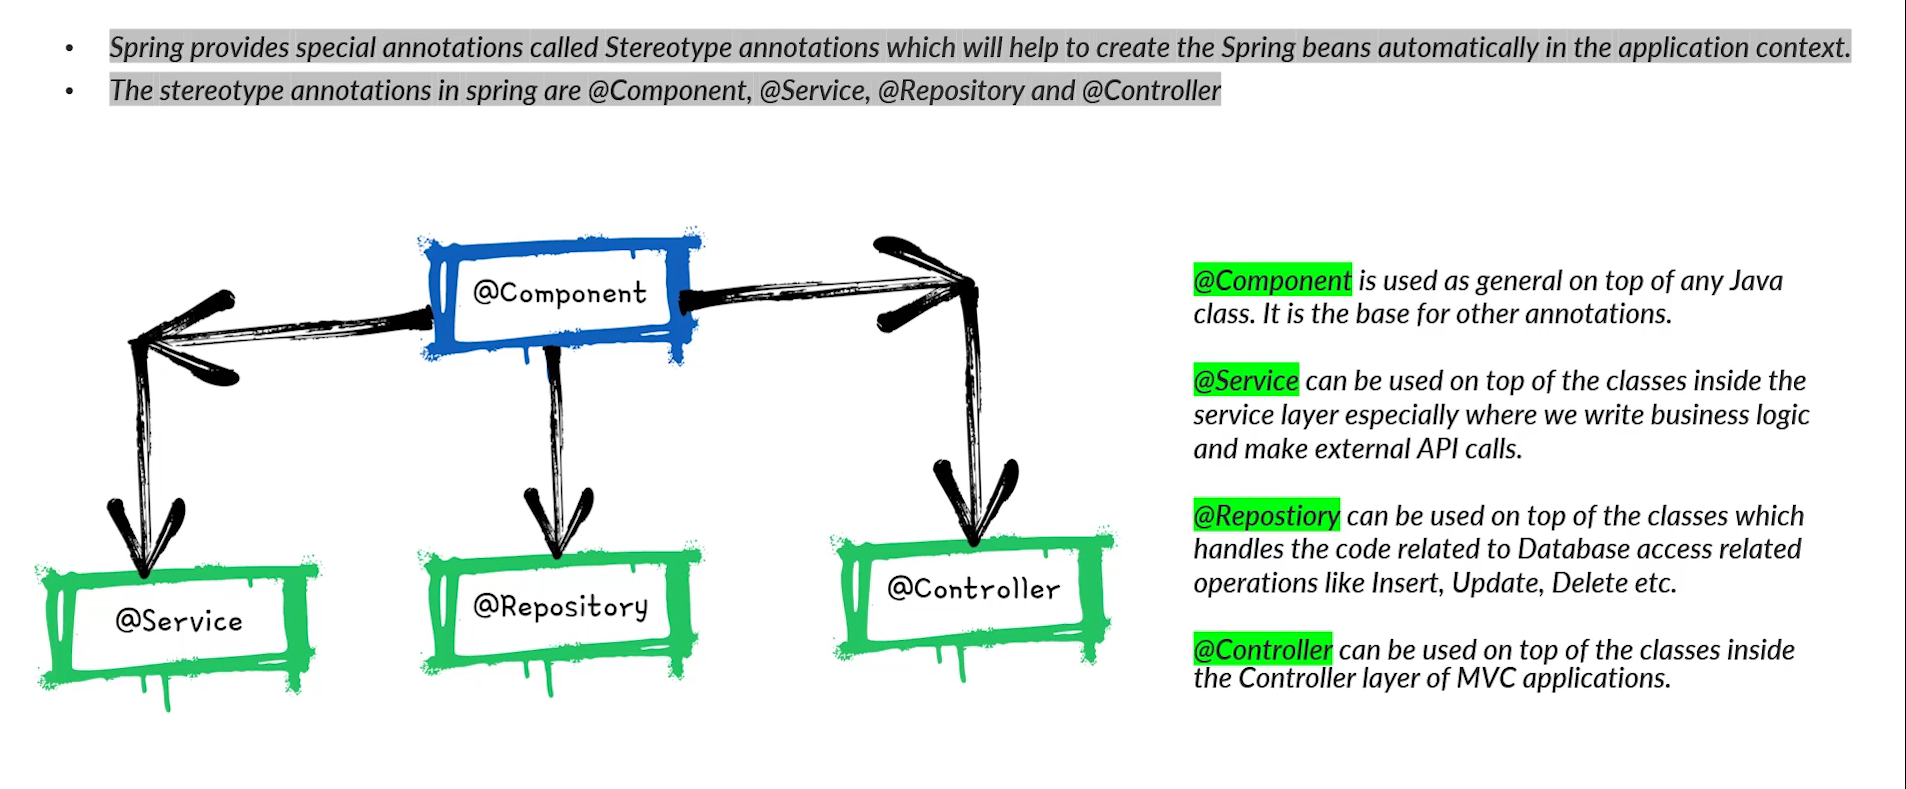 • Spring provides special annotations called Stereotype annotations which will help to create the Spring beans automatically in the application context.
• The stereotype annotations in spring are @Component, @Service, @Repository and @Controller
@Component
@Service
@Repository
@Controller
@Component is used as general on top of any Java
class. It is the base for other annotations.
@Service can be used on top of the classes inside the
service layer especially where we write business logic
and make external API calls.
@Repostiory can be used on top of the classes which
handles the code related to Database access related
operations like Insert, Update, Delete etc.
@Controller can be used on top of the classes inside
the Controller layer of MVC applications.